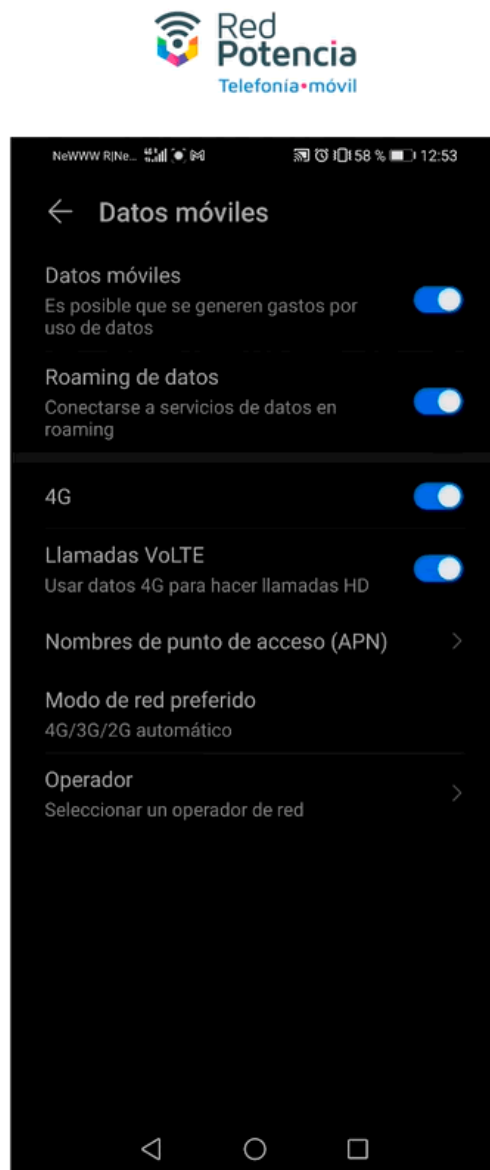 Red
Potencia
Telefonía•móvil
NeWWW R|Ne... 58 % 12:53
Datos móviles
Datos móviles
Es posible que se generen gastos por
uso de datos
Roaming de datos
Conectarse a servicios de datos en
roaming
4G
Llamadas VoLTE
Usar datos 4G para hacer llamadas HD
Nombres de punto de acceso (APN)
Modo de red preferido
4G/3G/2G automático
Operador
Seleccionar un operador de red